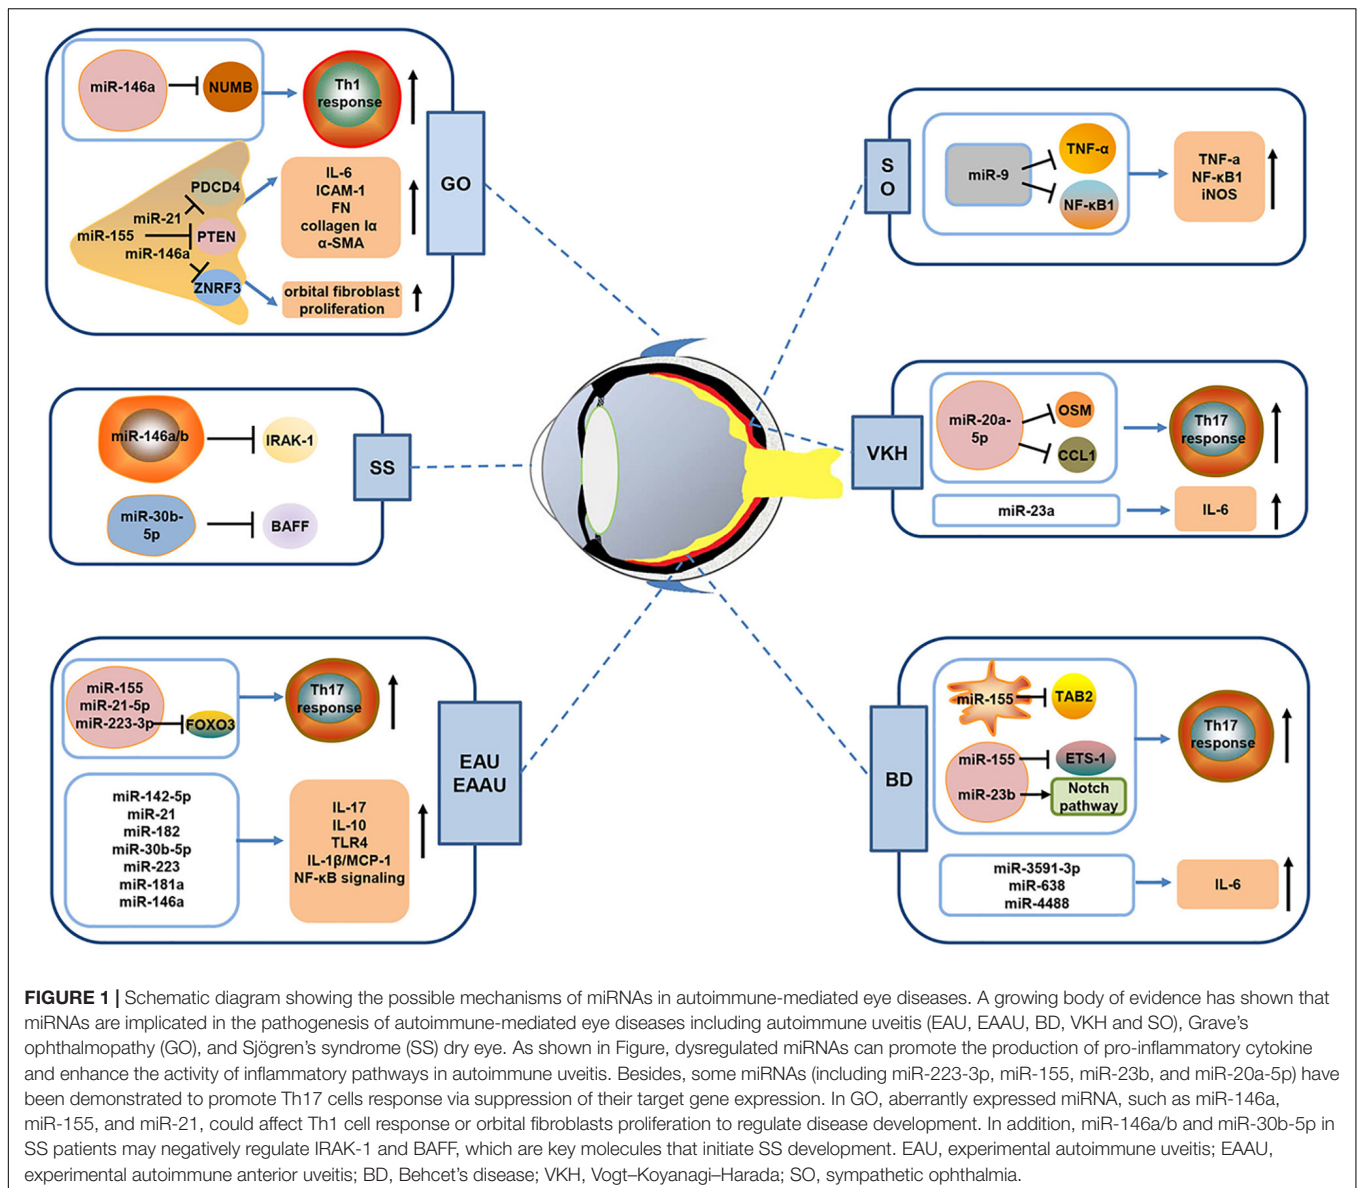 miR-146a
NUMB
Th1
response
PDCD4
miR-21
miR-155
PTEN
miR-146a
ZNRF3
IL-6
ICAM-1
FN
collagen Iα
α-SMA
orbital fibroblast
proliferation
GO
S
O
miR-9
TNF-α
NF-κB1
TNF-a
NF-κB1
iNOS
miR-146a/b
IRAK-1
miR-30b-
5p
BAFF
SS
VKH
miR-20a-
5p
OSM
CCL1
Th17
response
miR-23a
IL-6
miR-155
miR-21-5p
miR-223-3p
FOXO3
Th17
response
miR-142-5p
miR-21
miR-182
miR-30b-5p
miR-223
miR-181a
miR-146a
IL-17
IL-10
TLR4
IL-1β/MCP-1
NF-κB signaling
EAU
EAAU
BD
miR-155
TAB2
miR-155
ETS-1
miR-23b
Notch
pathway
Th17
response
miR-3591-3p
miR-638
miR-4488
IL-6
FIGURE 1 | Schematic diagram showing the possible mechanisms of miRNAs in autoimmune-mediated eye diseases. A growing body of evidence has shown that
miRNAs are implicated in the pathogenesis of autoimmune-mediated eye diseases including autoimmune uveitis (EAU, EAAU, BD, VKH and SO), Grave's
ophthalmopathy (GO), and Sjögren's syndrome (SS) dry eye. As shown in Figure, dysregulated miRNAs can promote the production of pro-inflammatory cytokine
and enhance the activity of inflammatory pathways in autoimmune uveitis. Besides, some miRNAs (including miR-223-3p, miR-155, miR-23b, and miR-20a-5p) have
been demonstrated to promote Th17 cells response via suppression of their target gene expression. In GO, aberrantly expressed miRNA, such as miR-146a,
miR-155, and miR-21, could affect Th1 cell response or orbital fibroblasts proliferation to regulate disease development. In addition, miR-146a/b and miR-30b-5p in
SS patients may negatively regulate IRAK-1 and BAFF, which are key molecules that initiate SS development. EAU, experimental autoimmune uveitis; EAAU,
experimental autoimmune anterior uveitis; BD, Behcet's disease; VKH, Vogt–Koyanagi–Harada; SO, sympathetic ophthalmia.